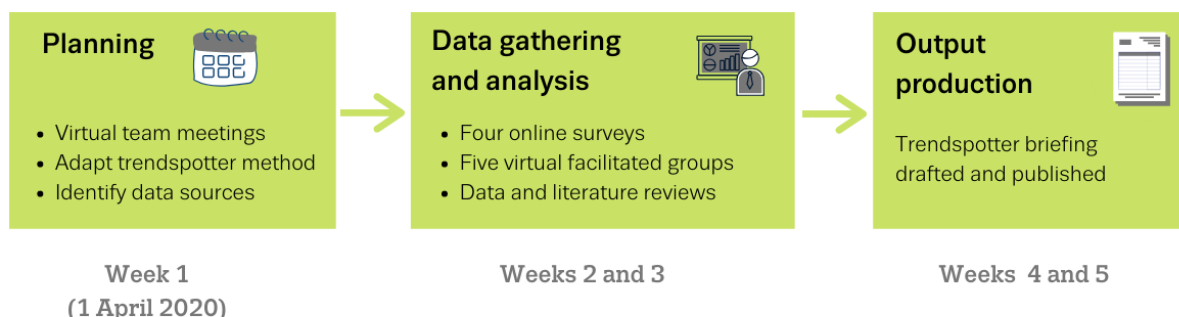 Planning
• Virtual team meetings
• Adapt trendspotter method
• Identify data sources
Data gathering
and analysis
• Four online surveys
• Five virtual facilitated groups
• Data and literature reviews
Output
production
Trendspotter briefing
drafted and published
Week 1
(1 April 2020)
Weeks 2 and 3
Weeks 4 and 5